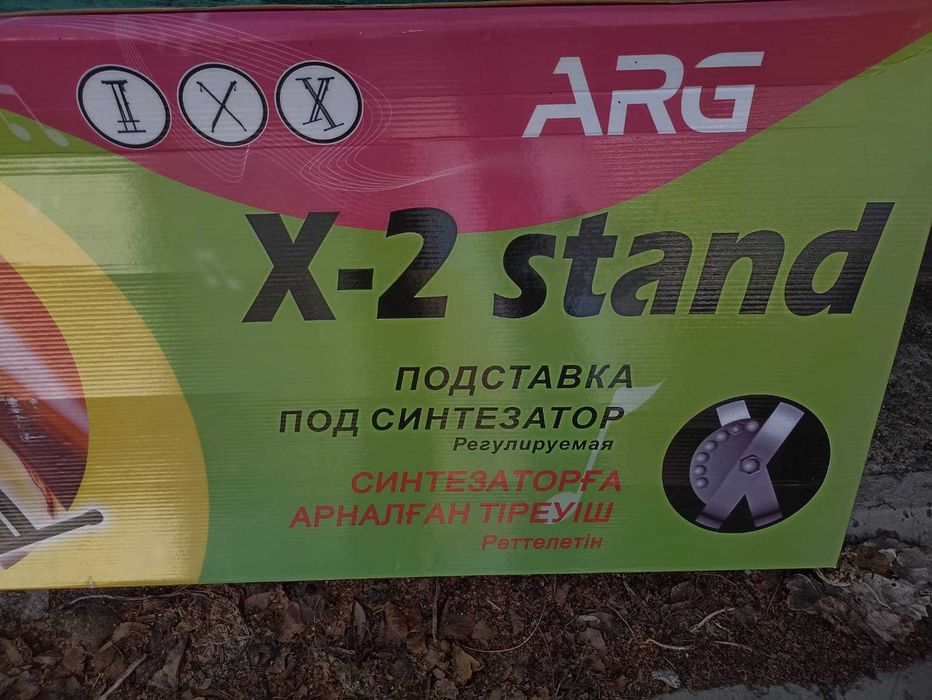 ARG
X-2 stand
ПОДСТАВКА
ПОД СИНТЕЗАТОР
Регулируемая
СИНТЕЗАТОРҒА
АРНАЛҒАН ТІРЕУІШ
Реттелетін